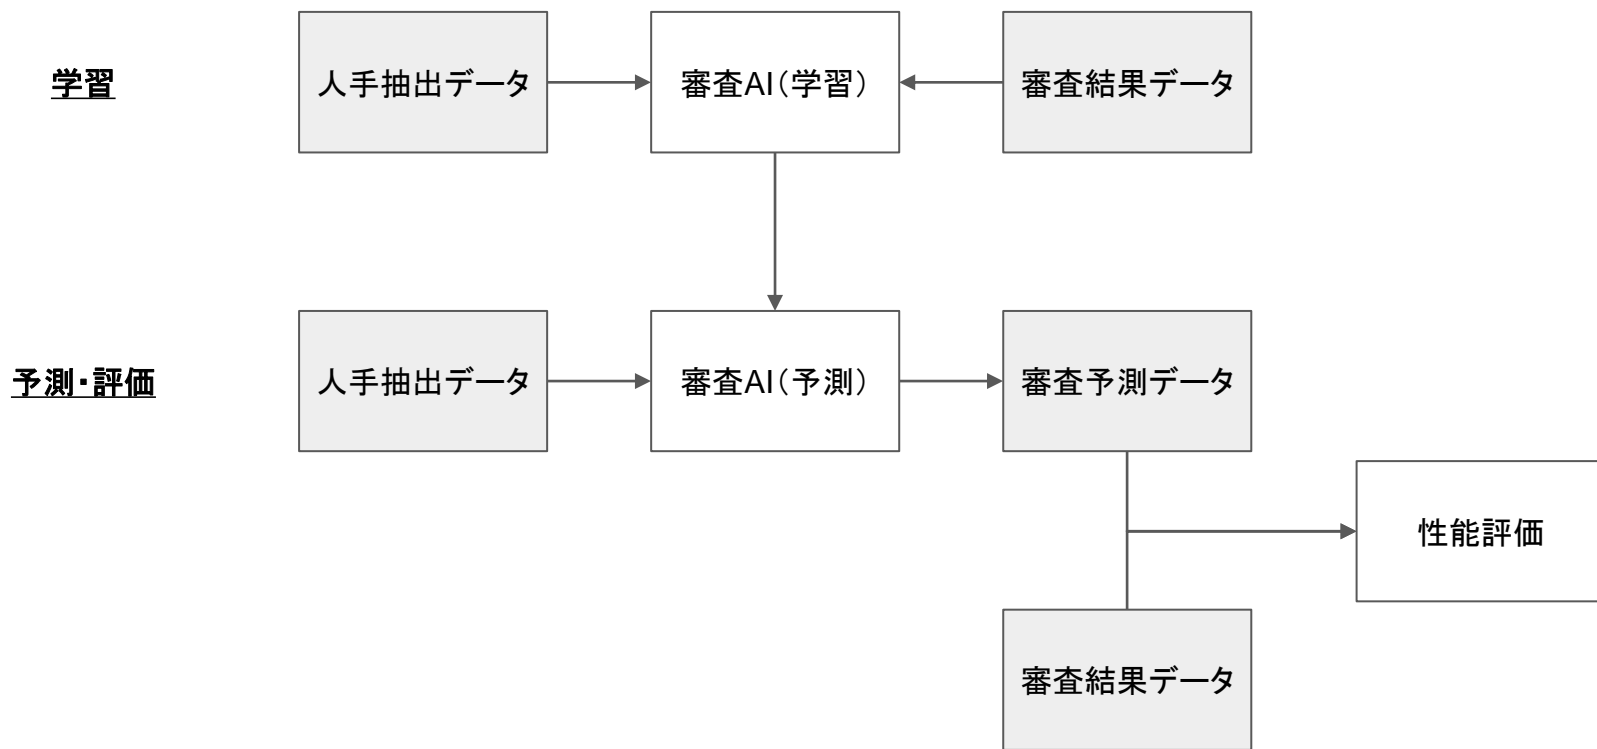 学習
人手抽出データ
審査AI（学習）
審査結果データ
予測・評価
人手抽出データ
審査AI（予測）
審査予測データ
性能評価
審査結果データ